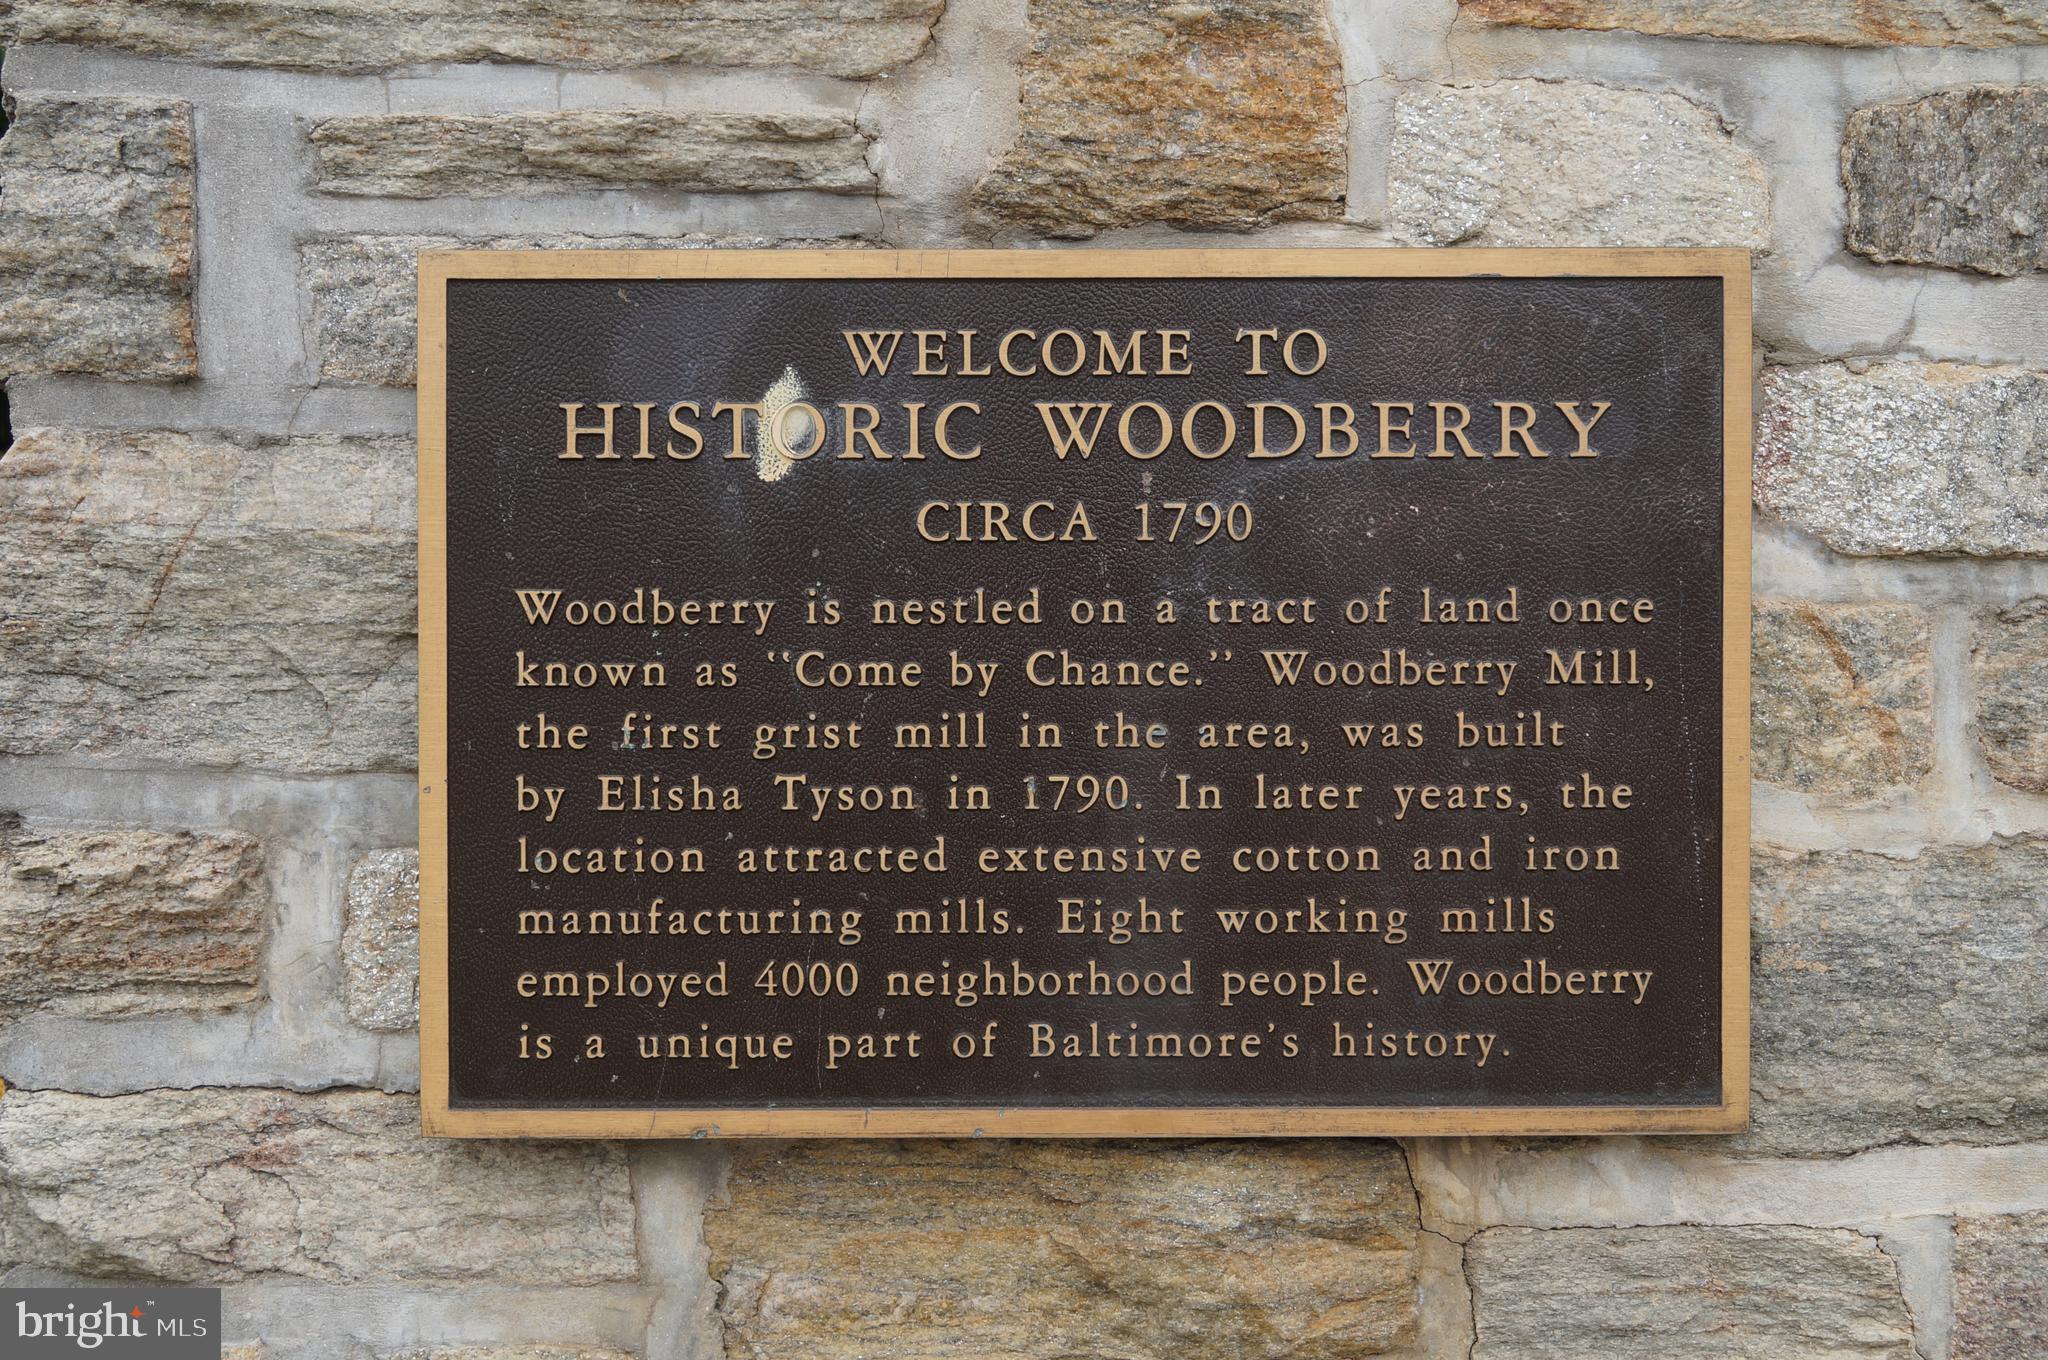 WELCOME TO
HISTORIC WOODBERRY
CIRCA 1790
Woodberry is nestled on a tract of land once
known as "Come by Chance." Woodberry Mill,
the first grist mill in the area, was built
by Elisha Tyson in 1790. In later years, the
location attracted extensive cotton and iron
manufacturing mills. Eight working mills
employed 4000 neighborhood people. Woodberry
is a unique part of Baltimore's history.
bright™ MLS